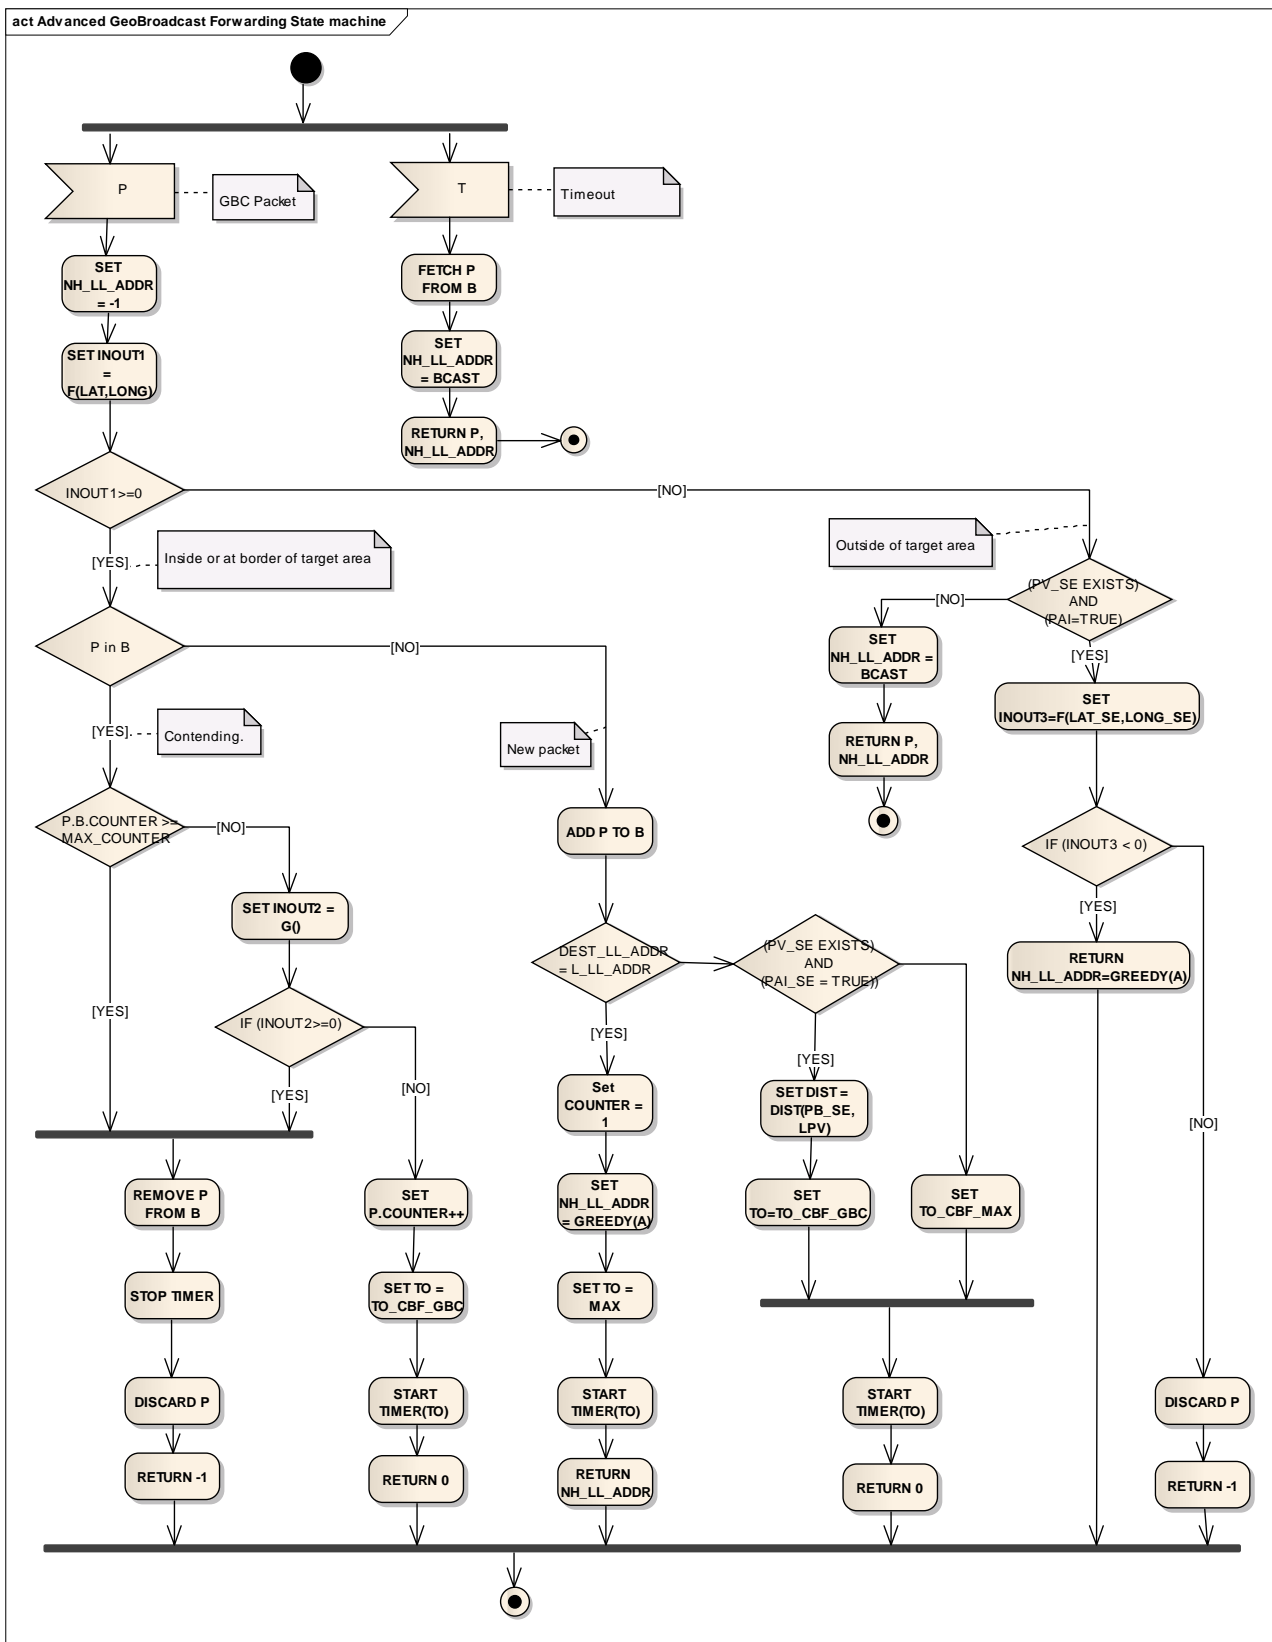 act Advanced GeoBroadcast Forwarding State machine
P
GBC Packet
T
Timeout
SET
NH_LL_ADDR
= -1
FETCH P
FROM B
SET INOUT1
=
F(LAT,LONG)
SET
NH_LL_ADDR
= BCAST
RETURN P,
NH_LL_ADDR
INOUT1>=0
[NO]
[YES]
Inside or at border of target area
Outside of target area
(PV_SE EXISTS)
AND
(PAI=TRUE)
[NO]
[YES]
SET
NH_LL_ADDR =
BCAST
RETURN P,
NH_LL_ADDR
SET
INOUT3=F(LAT_SE,LONG_SE)
P in B
[NO]
[YES]
Contending.
New packet
P.B.COUNTER >=
MAX_COUNTER
[NO]
[YES]
ADD P TO B
IF (INOUT3 < 0)
[YES]
[NO]
RETURN
NH_LL_ADDR=GREEDY(A)
SET INOUT2 =
G()
IF (INOUT2>=0)
[YES]
[NO]
DEST_LL_ADDR
= L_LL_ADDR
[YES]
(PV_SE EXISTS)
AND
(PAI_SE = TRUE))
[YES]
Set
COUNTER =
1
SET DIST =
DIST(PB_SE,
LPV)
REMOVE P
FROM B
SET
P.COUNTER++
SET
NH_LL_ADDR
= GREEDY(A)
SET
TO=TO_CBF_GBC
SET
TO_CBF_MAX
STOP TIMER
SET TO =
TO_CBF_GBC
SET TO =
MAX
DISCARD P
START
TIMER(TO)
START
TIMER(TO)
START
TIMER(TO)
DISCARD P
RETURN -1
RETURN 0
RETURN
NH_LL_ADDR
RETURN 0
RETURN -1